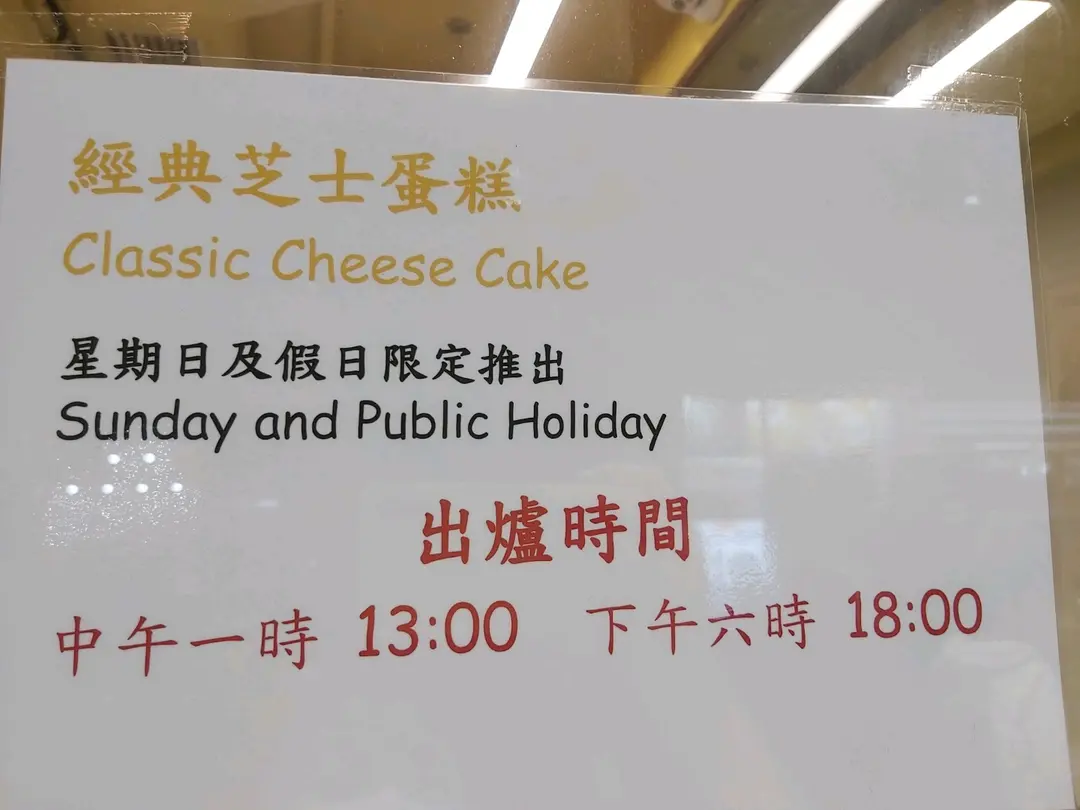 經典芝士蛋糕
Classic Cheese Cake
星期日及假日限定推出
Sunday and Public Holiday
出爐時間
中午一時 13:00 下午六時 18:00